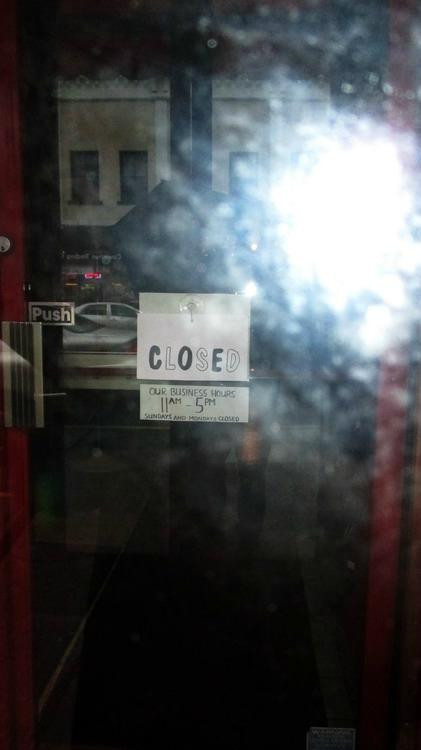 Push
CLOSED
OUR BUSINESS HOURS
11AM - 5PM
SUNDAYS AND MONDAYS CLOSED